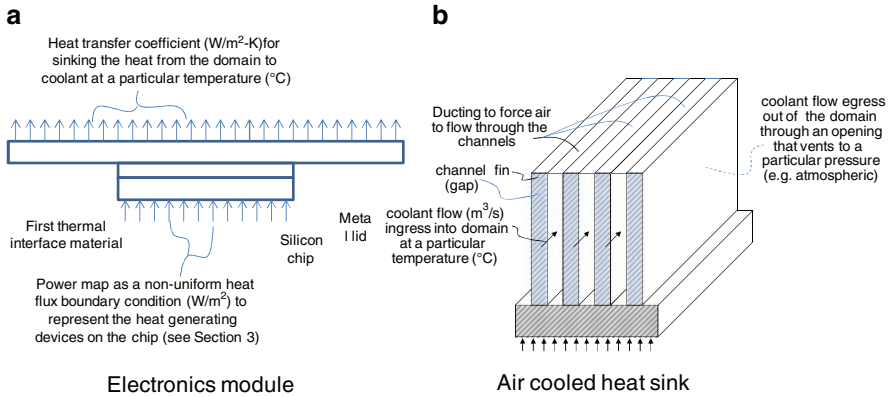 a
Heat transfer coefficient (W/m²-K)for
sinking the heat from the domain to
coolant at a particular temperature (°C)
First thermal
interface material
Silicon
chip
Meta
l lid
Power map as a non-uniform heat
flux boundary condition (W/m²) to
represent the heat generating
devices on the chip (see Section 3)
Electronics module
b
Ducting to force air
to flow through the
channels
channel fin
(gap)
coolant flow (m³/s)
ingress into domain
at a particular
temperature (°C)
coolant flow egress
out of the domain
through an opening
that vents to a
particular pressure
(e.g. atmospheric)
Air cooled heat sink